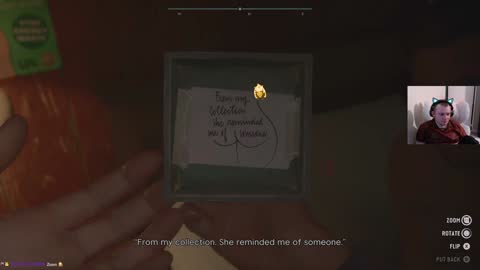 From my
collection.
She reminded
me of someone.
"From my collection. She reminded me of someone."
ZOOM
ROTATE
FLIP
PUT BACK
Zoom